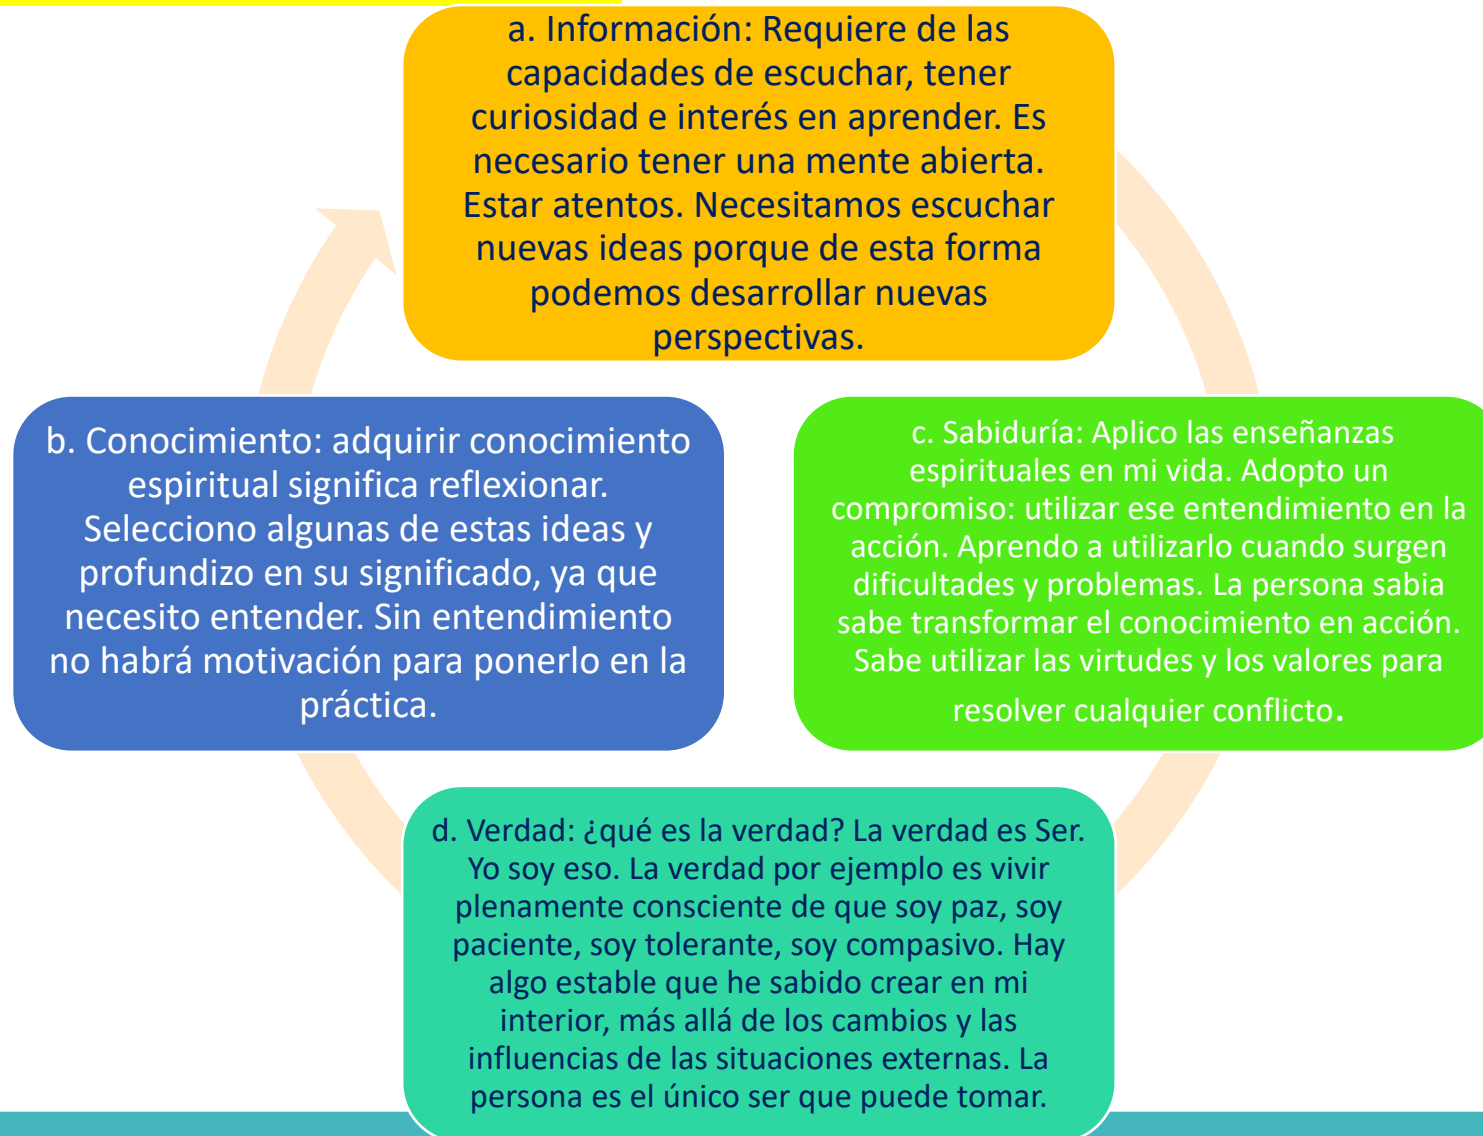 a. Información: Requiere de las
capacidades de escuchar, tener
curiosidad e interés en aprender. Es
necesario tener una mente abierta.
Estar atentos. Necesitamos escuchar
nuevas ideas porque de esta forma
podemos desarrollar nuevas
perspectivas.
b. Conocimiento: adquirir conocimiento
espiritual significa reflexionar.
Selecciono algunas de estas ideas y
profundizo en su significado, ya que
necesito entender. Sin entendimiento
no habrá motivación para ponerlo en la
práctica.
c. Sabiduría: Aplico las enseñanzas
espirituales en mi vida. Adopto un
compromiso: utilizar ese entendimiento en la
acción. Aprendo a utilizarlo cuando surgen
dificultades y problemas. La persona sabia
sabe transformar el conocimiento en acción.
Sabe utilizar las virtudes y los valores para
resolver cualquier conflicto.
d. Verdad: ¿qué es la verdad? La verdad es Ser.
Yo soy eso. La verdad por ejemplo es vivir
plenamente consciente de que soy paz, soy
paciente, soy tolerante, soy compasivo. Hay
algo estable que he sabido crear en mi
interior, más allá de los cambios y las
influencias de las situaciones externas. La
persona es el único ser que puede tomar.